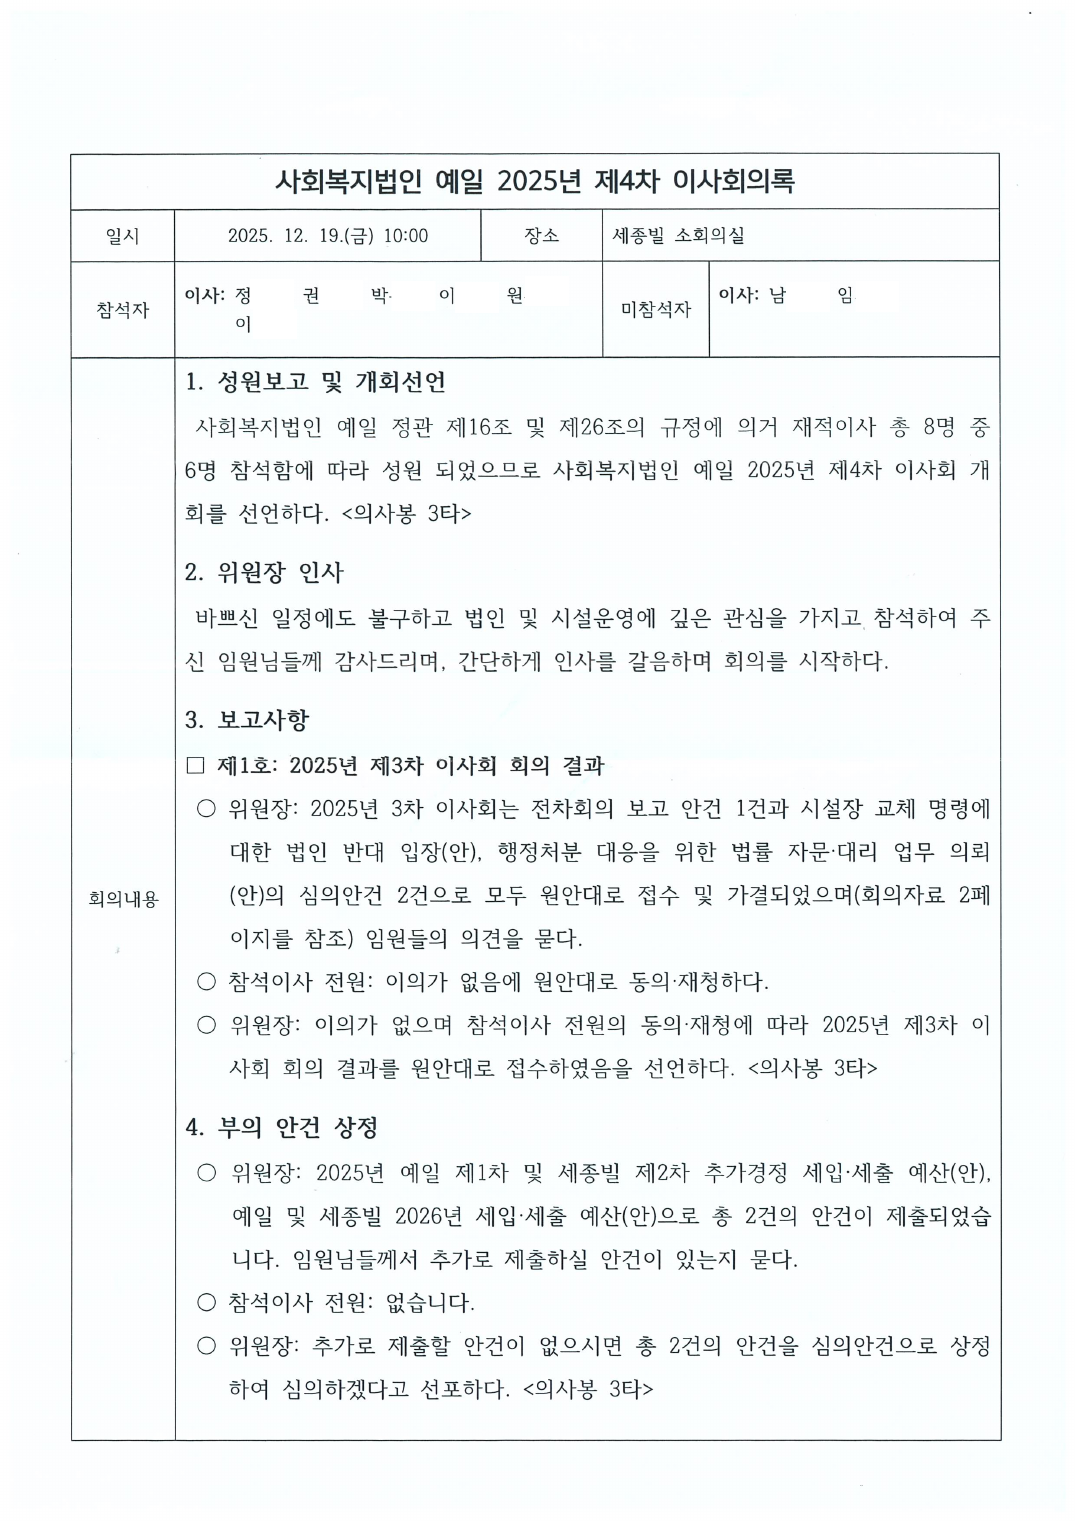 사회복지법인 예일 2025년 제4차 이사회의록
일시 2025. 12. 19.(금) 10:00 장소 세종빌 소회의실
참석자 이사: 정 권 박 이 원 미참석자 이사: 남 임
이
회의내용
1. 성원보고 및 개회선언
사회복지법인 예일 정관 제16조 및 제26조의 규정에 의거 재적이사 총 8명 중
6명 참석함에 따라 성원 되었으므로 사회복지법인 예일 2025년 제4차 이사회 개
회를 선언하다. <의사봉 3타>
2. 위원장 인사
바쁘신 일정에도 불구하고 법인 및 시설운영에 깊은 관심을 가지고 참석하여 주
신 임원님들께 감사드리며, 간단하게 인사를 갈음하며 회의를 시작하다.
3. 보고사항
□ 제1호: 2025년 제3차 이사회 회의 결과
○ 위원장: 2025년 3차 이사회는 전차회의 보고 안건 1건과 시설장 교체 명령에
대한 법인 반대 입장(안), 행정처분 대응을 위한 법률 자문·대리 업무 의뢰
(안)의 심의안건 2건으로 모두 원안대로 접수 및 가결되었으며(회의자료 2페
이지를 참조) 임원들의 의견을 묻다.
○ 참석이사 전원: 이의가 없음에 원안대로 동의·재청하다.
○ 위원장: 이의가 없으며 참석이사 전원의 동의·재청에 따라 2025년 제3차 이
사회 회의 결과를 원안대로 접수하였음을 선언하다. <의사봉 3타>
4. 부의 안건 상정
○ 위원장: 2025년 예일 제1차 및 세종빌 제2차 추가경정 세입·세출 예산(안),
예일 및 세종빌 2026년 세입·세출 예산(안)으로 총 2건의 안건이 제출되었습
니다. 임원님들께서 추가로 제출하실 안건이 있는지 묻다.
○ 참석이사 전원: 없습니다.
○ 위원장: 추가로 제출할 안건이 없으시면 총 2건의 안건을 심의안건으로 상정
하여 심의하겠다고 선포하다. <의사봉 3타>